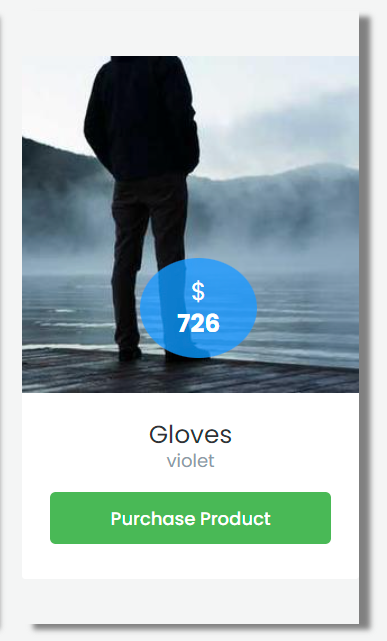 $
726
Gloves
violet
Purchase Product